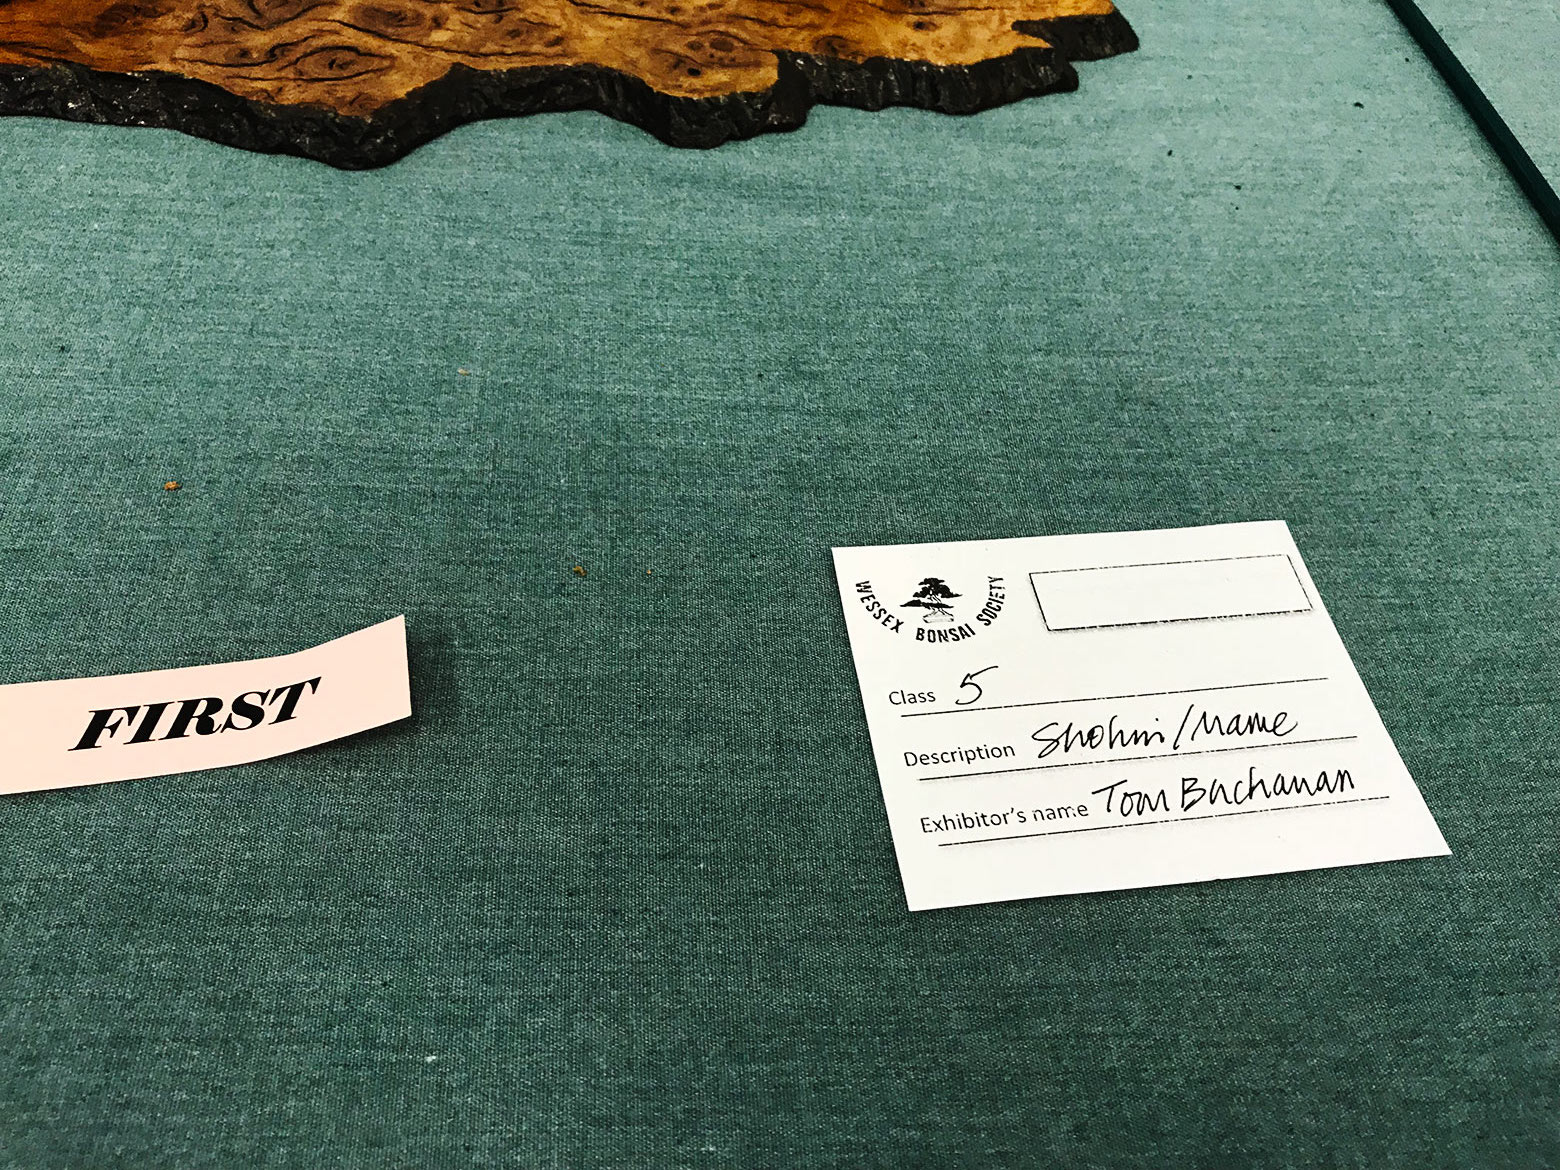 WESSEX BONSAI SOCIETY
Class 5
Description Shohin/Mame
Exhibitor's name Tom Buchanan
FIRST